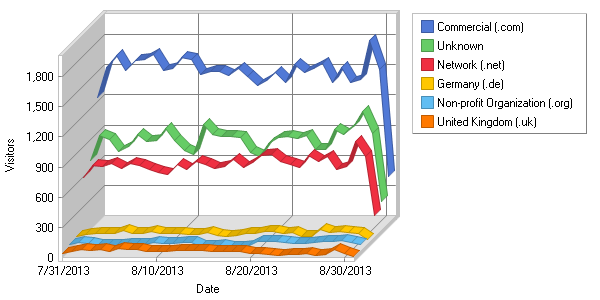 Visitors
1,800
1,500
1,200
900
600
300
0
7/31/2013 8/10/2013 8/20/2013 8/30/2013
Date
Commercial (.com)
Unknown
Network (.net)
Germany (.de)
Non-profit Organization (.org)
United Kingdom (.uk)